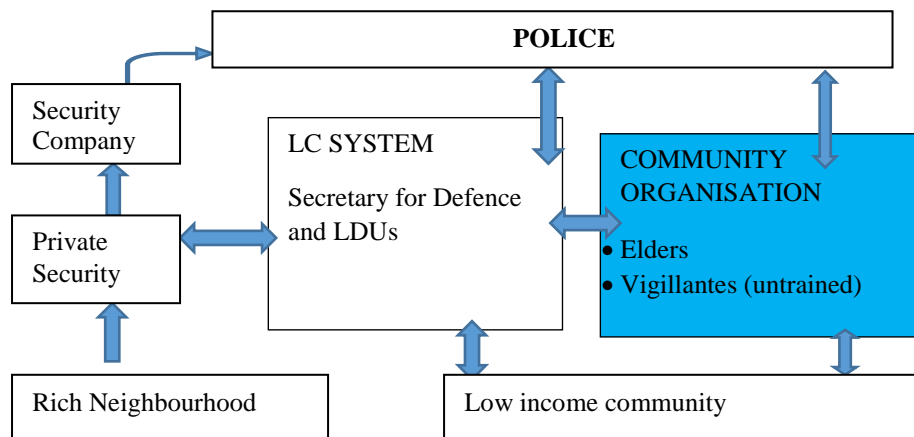 POLICE
Security
Company
LC SYSTEM
Secretary for Defence
and LDUs
COMMUNITY
ORGANISATION
• Elders
• Vigillantes (untrained)
Private
Security
Rich Neighbourhood
Low income community